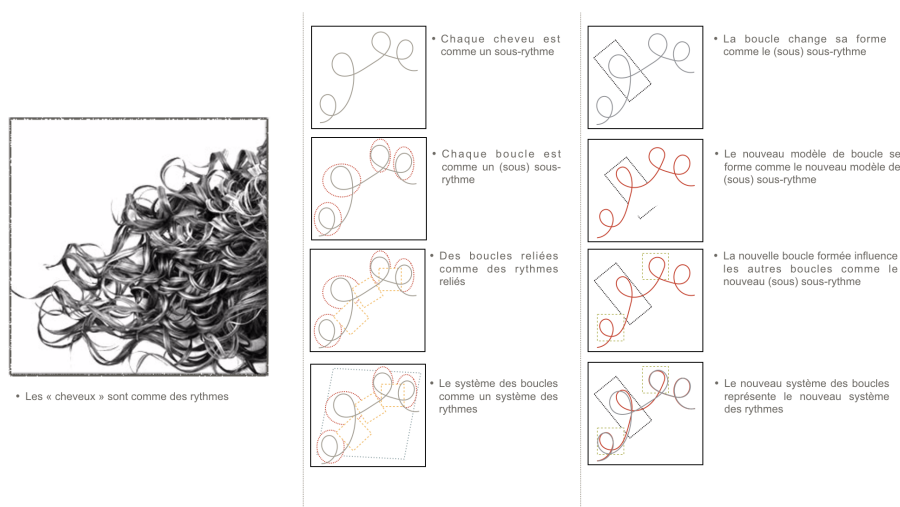 • Les « cheveux » sont comme des rythmes
• Chaque cheveu est
comme un sous-rythme
• Chaque boucle est
comme un (sous) sous-
rythme
• Des boucles reliées
comme des rythmes
reliés
• Le système des boucles
comme un système des
rythmes
• La boucle change sa forme
comme le (sous) sous-rythme
• Le nouveau modèle de boucle se
forme comme le nouveau modèle de
(sous) sous-rythme
• La nouvelle boucle formée influence
les autres boucles comme le
nouveau (sous) sous-rythme
• Le nouveau système des boucles
représente le nouveau système
des rythmes